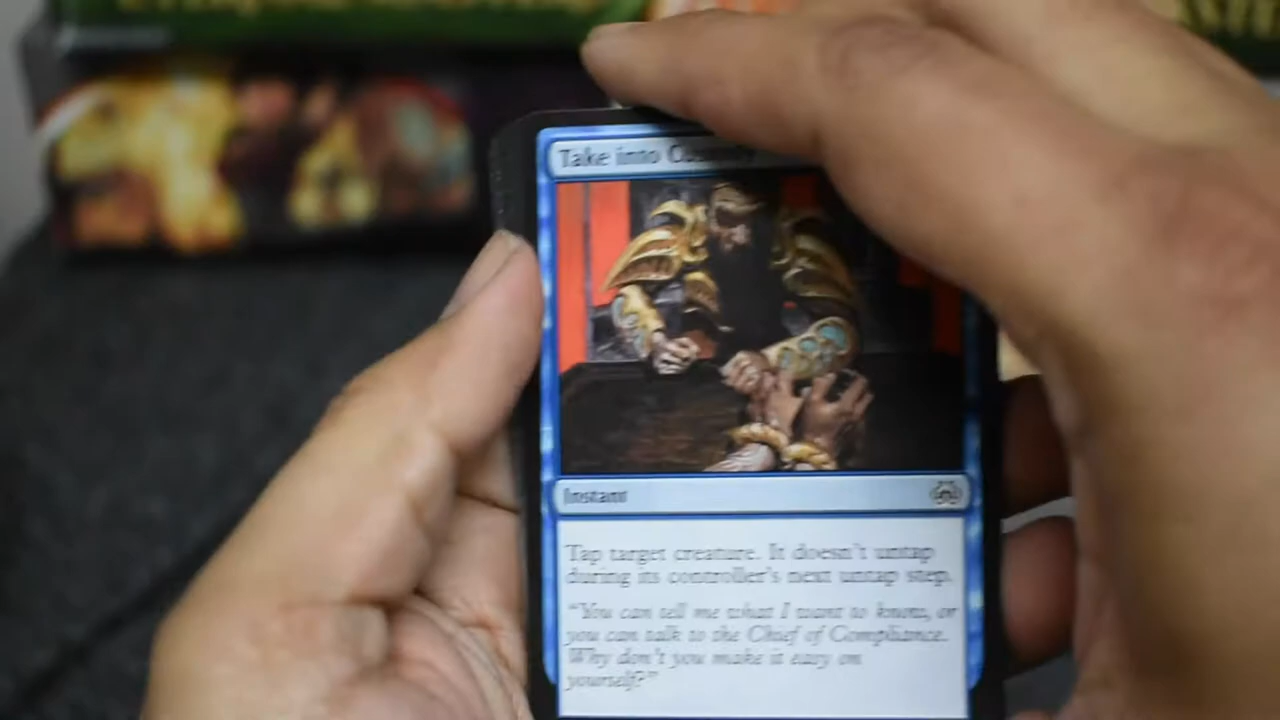 Take into Custody
Instant
Tap target creature. It doesn't untap
during its controller's next untap step.
"You can tell me what I want to know, or
you can talk to the Chief of Compliance.
Why don't you make it easy on
yourself?"